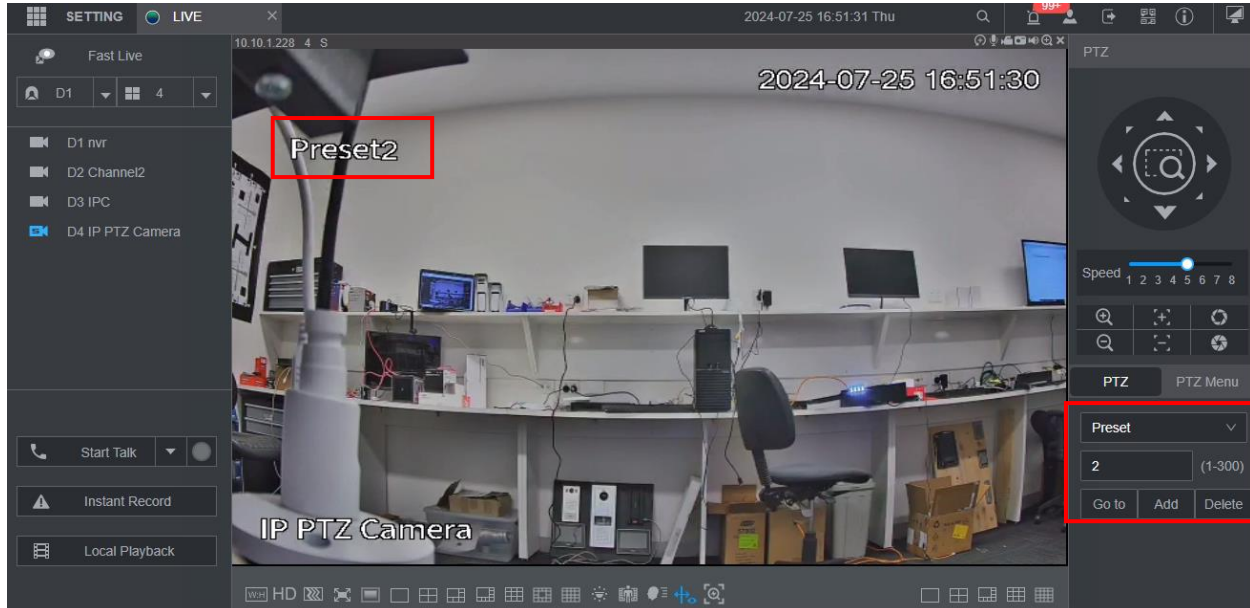 SETTING
LIVE
×
2024-07-25 16:51:31 Thu
99+
Fast Live
D1
4
D1 nvr
D2 Channel2
D3 IPC
D4 IP PTZ Camera
Start Talk
Instant Record
Local Playback
10.10.1.228 4 S
2024-07-25 16:51:30
Preset2
IP PTZ Camera
W:H HD
PTZ
Speed 1 2 3 4 5 6 7 8
PTZ PTZ Menu
Preset
2 (1-300)
Go to Add Delete